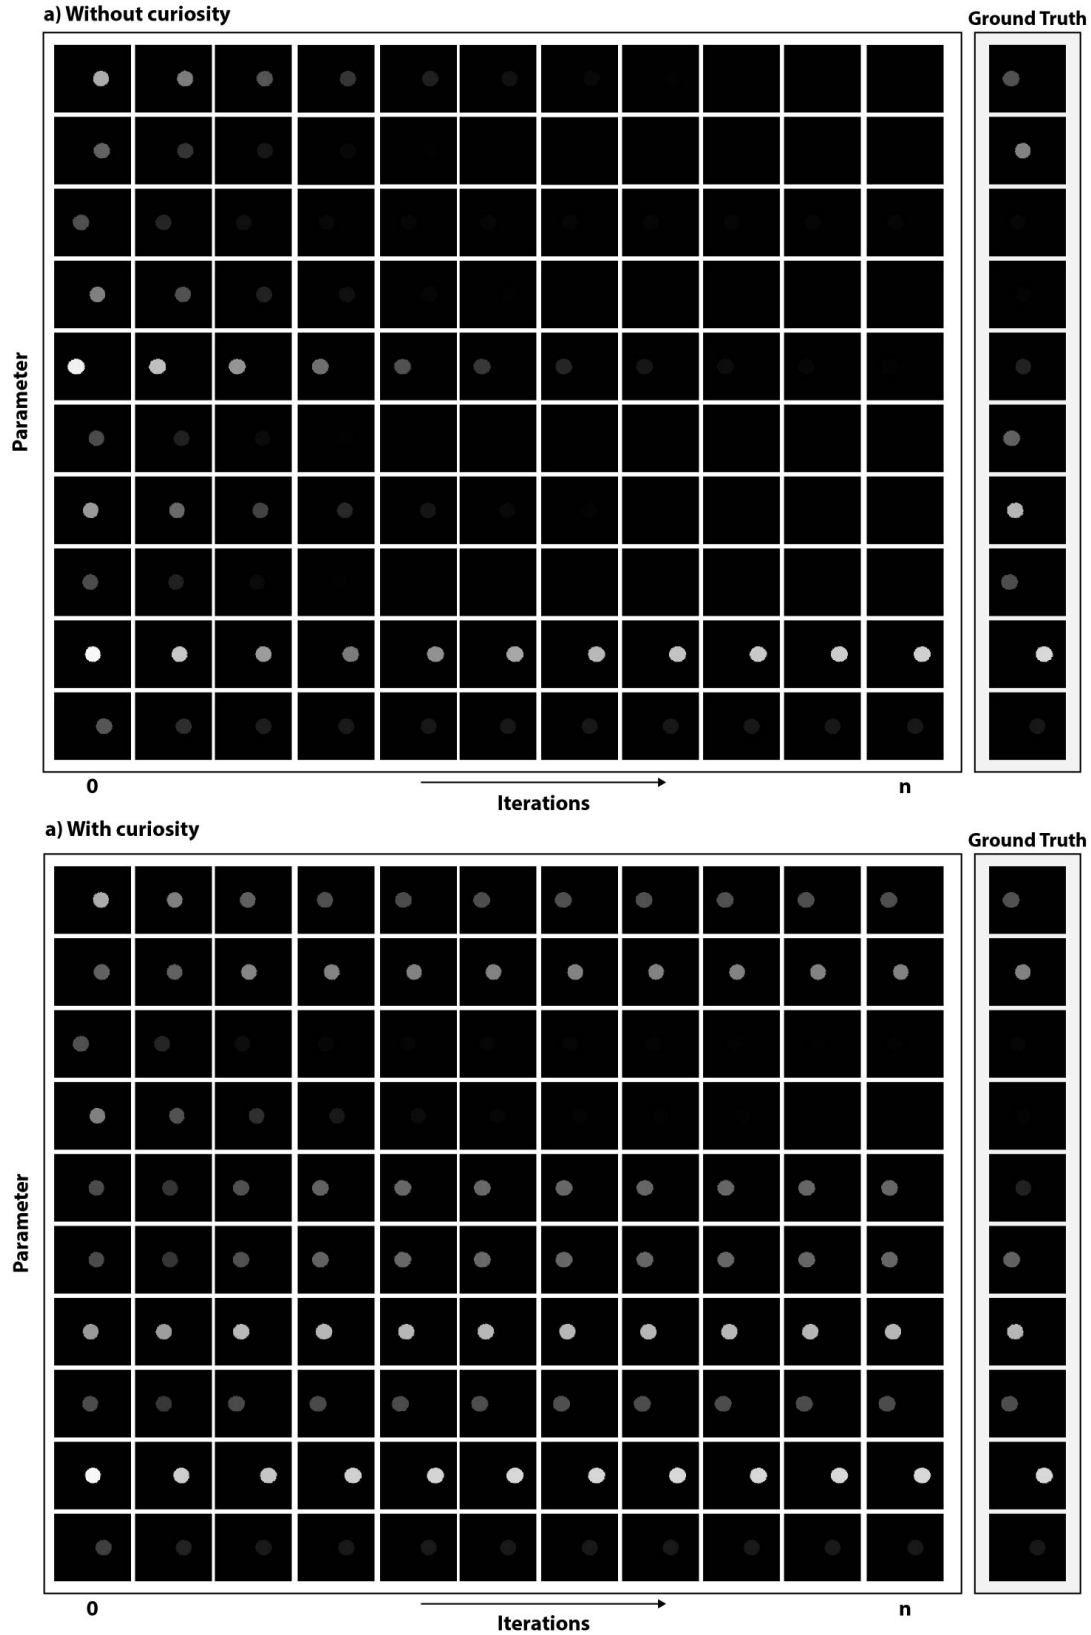 a) Without curiosity
Ground Truth
Parameter
0
n
Iterations
a) With curiosity
Ground Truth
Parameter
0
n
Iterations